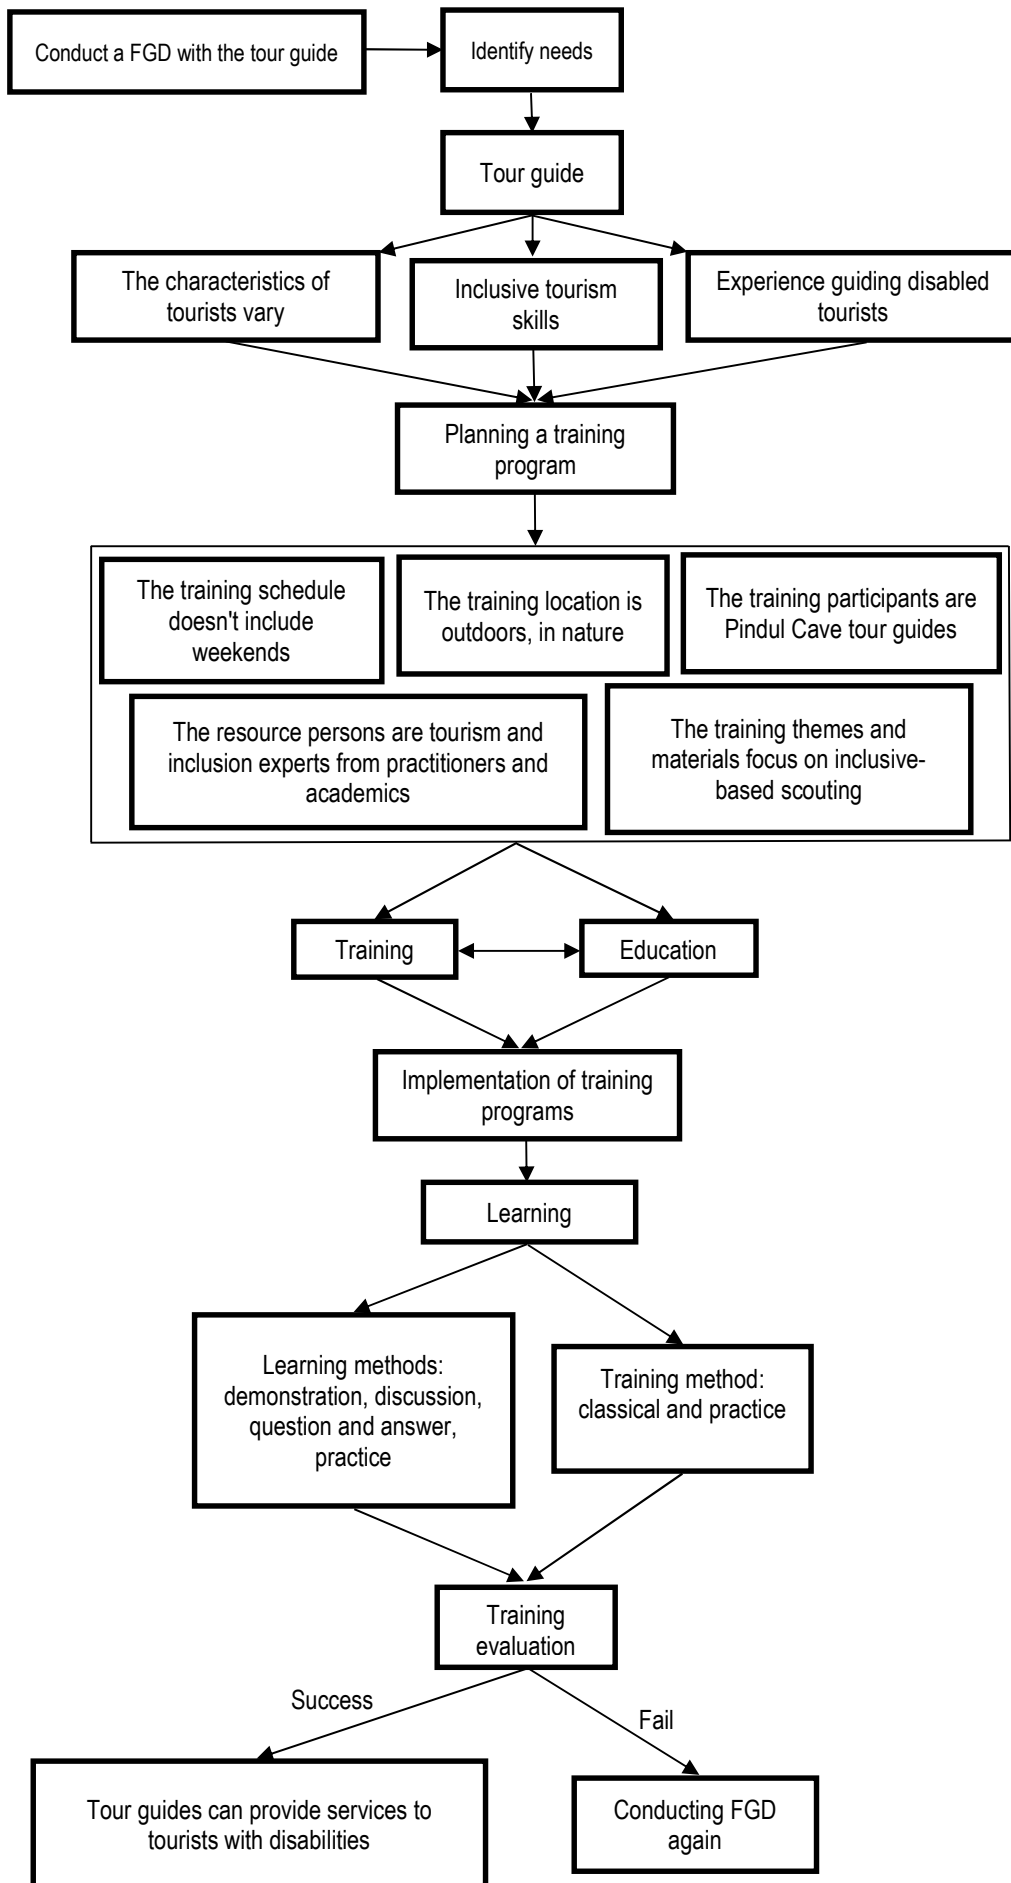 Conduct a FGD with the tour guide
Identify needs
Tour guide
The characteristics of
tourists vary
Inclusive tourism
skills
Experience guiding disabled
tourists
Planning a training
program
The training schedule
doesn't include
weekends
The training location is
outdoors, in nature
The training participants are
Pindul Cave tour guides
The resource persons are tourism and
inclusion experts from practitioners and
academics
The training themes and
materials focus on inclusive-
based scouting
Training
Education
Implementation of training
programs
Learning
Learning methods:
demonstration, discussion,
question and answer,
practice
Training method:
classical and practice
Training
evaluation
Success
Fail
Tour guides can provide services to
tourists with disabilities
Conducting FGD
again